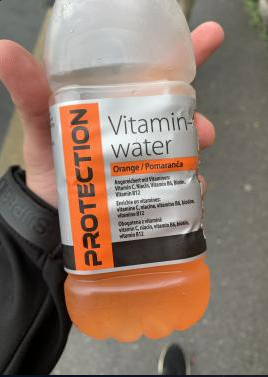 PROTECTION
Vitamin-
water
Orange / Pomaranča
Angereichert mit Vitaminen:
Vitamin C, Niacin, Vitamin B6, Biotin,
Vitamin B12
Enrichie en vitamines:
vitamine C, niacine, vitamine B6, biotine,
vitamine B12
Obogatena z vitamini:
vitamin C, niacin, vitamin B6, biotin,
vitamin B12